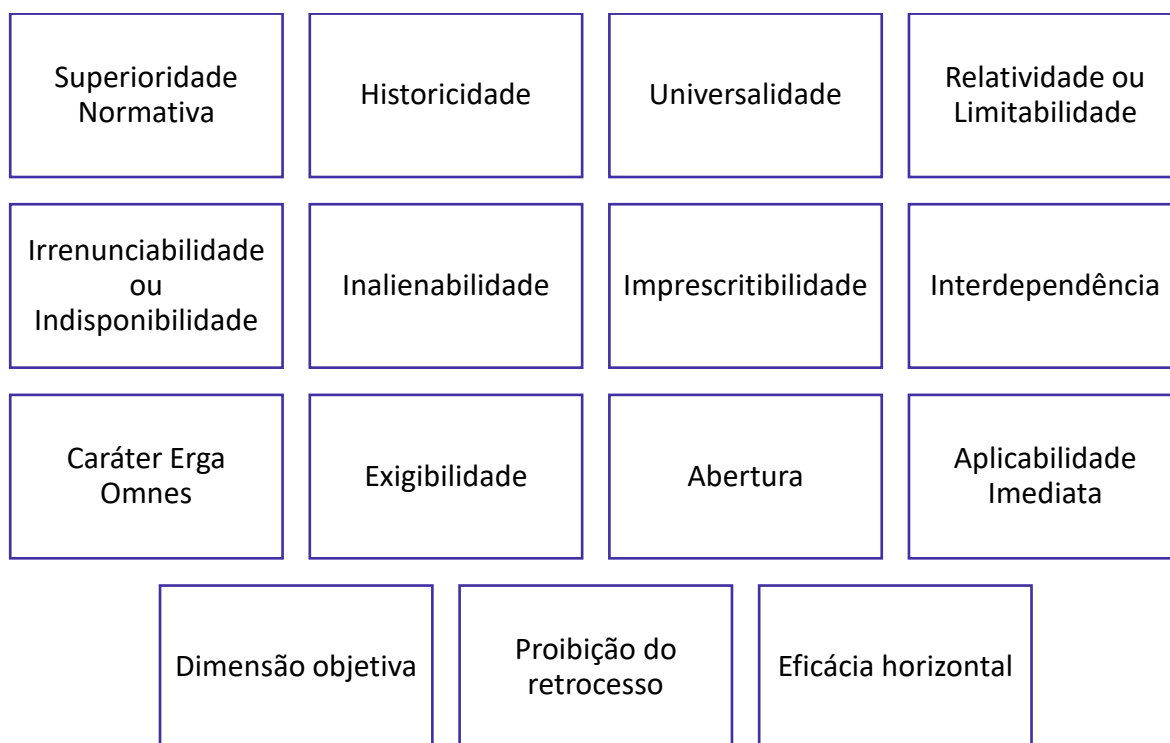 Superioridade
Normativa
Historicidade
Universalidade
Relatividade ou
Limitabilidade
Irrenunciabilidade
ou
Indisponibilidade
Inalienabilidade
Imprescritibilidade
Interdependência
Caráter Erga
Omnes
Exigibilidade
Abertura
Aplicabilidade
Imediata
Dimensão objetiva
Proibição do
retrocesso
Eficácia horizontal